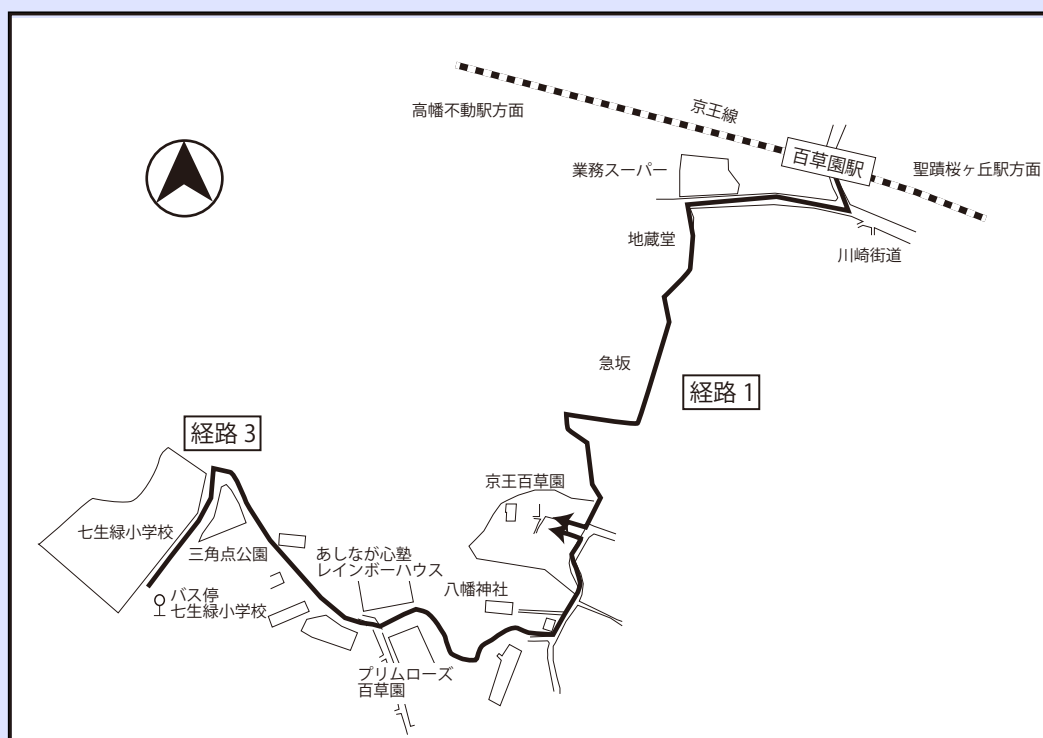 京王線
高幡不動駅方面
百草園駅
聖蹟桜ヶ丘駅方面
業務スーパー
地蔵堂
川崎街道
急坂
経路 1
経路 3
京王百草園
七生緑小学校
三角点公園
あしなが心塾
レインボーハウス
八幡神社
バス停
七生緑小学校
プリムローズ
百草園